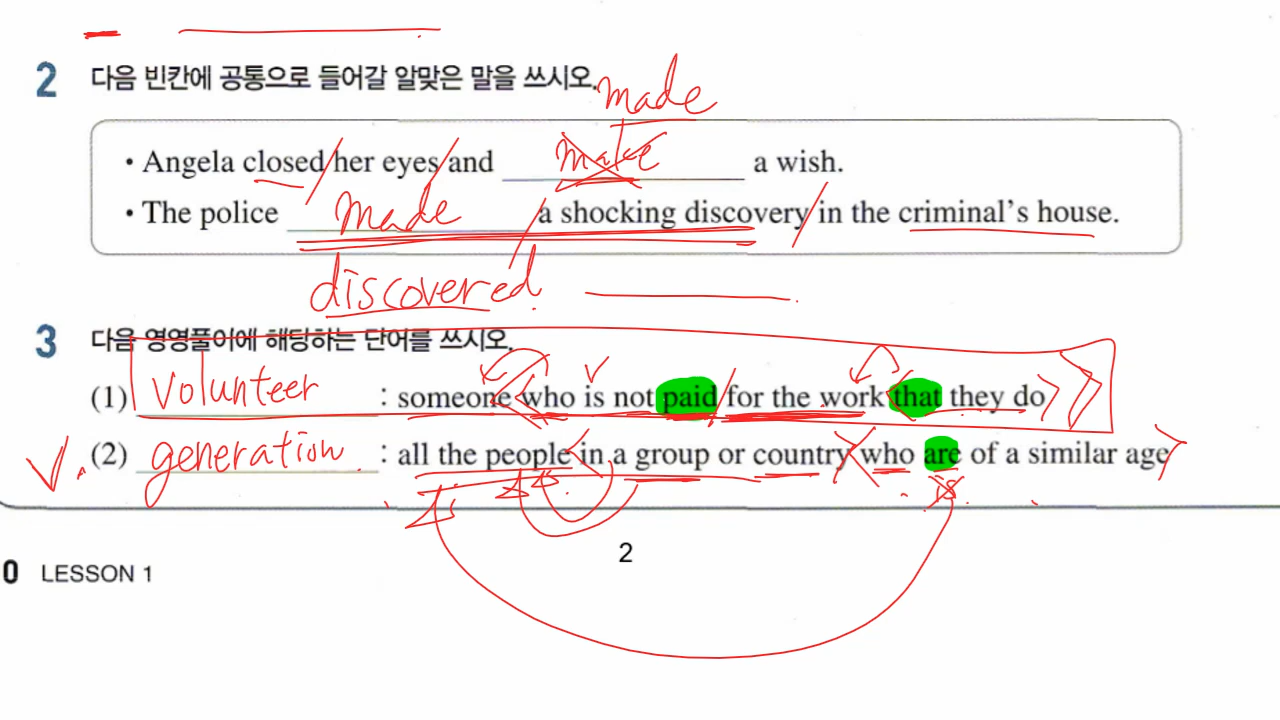 2 다음 빈칸에 공통으로 들어갈 알맞은 말을 쓰시오.
made
• Angela closed her eyes and make a wish.
• The police made a shocking discovery in the criminal's house.
discovered
3 다음 영영풀이에 해당하는 단어를 쓰시오.
(1) volunteer : someone who is not paid for the work that they do
(2) generation : all the people in a group or country who are of a similar age
is
2
0 LESSON 1